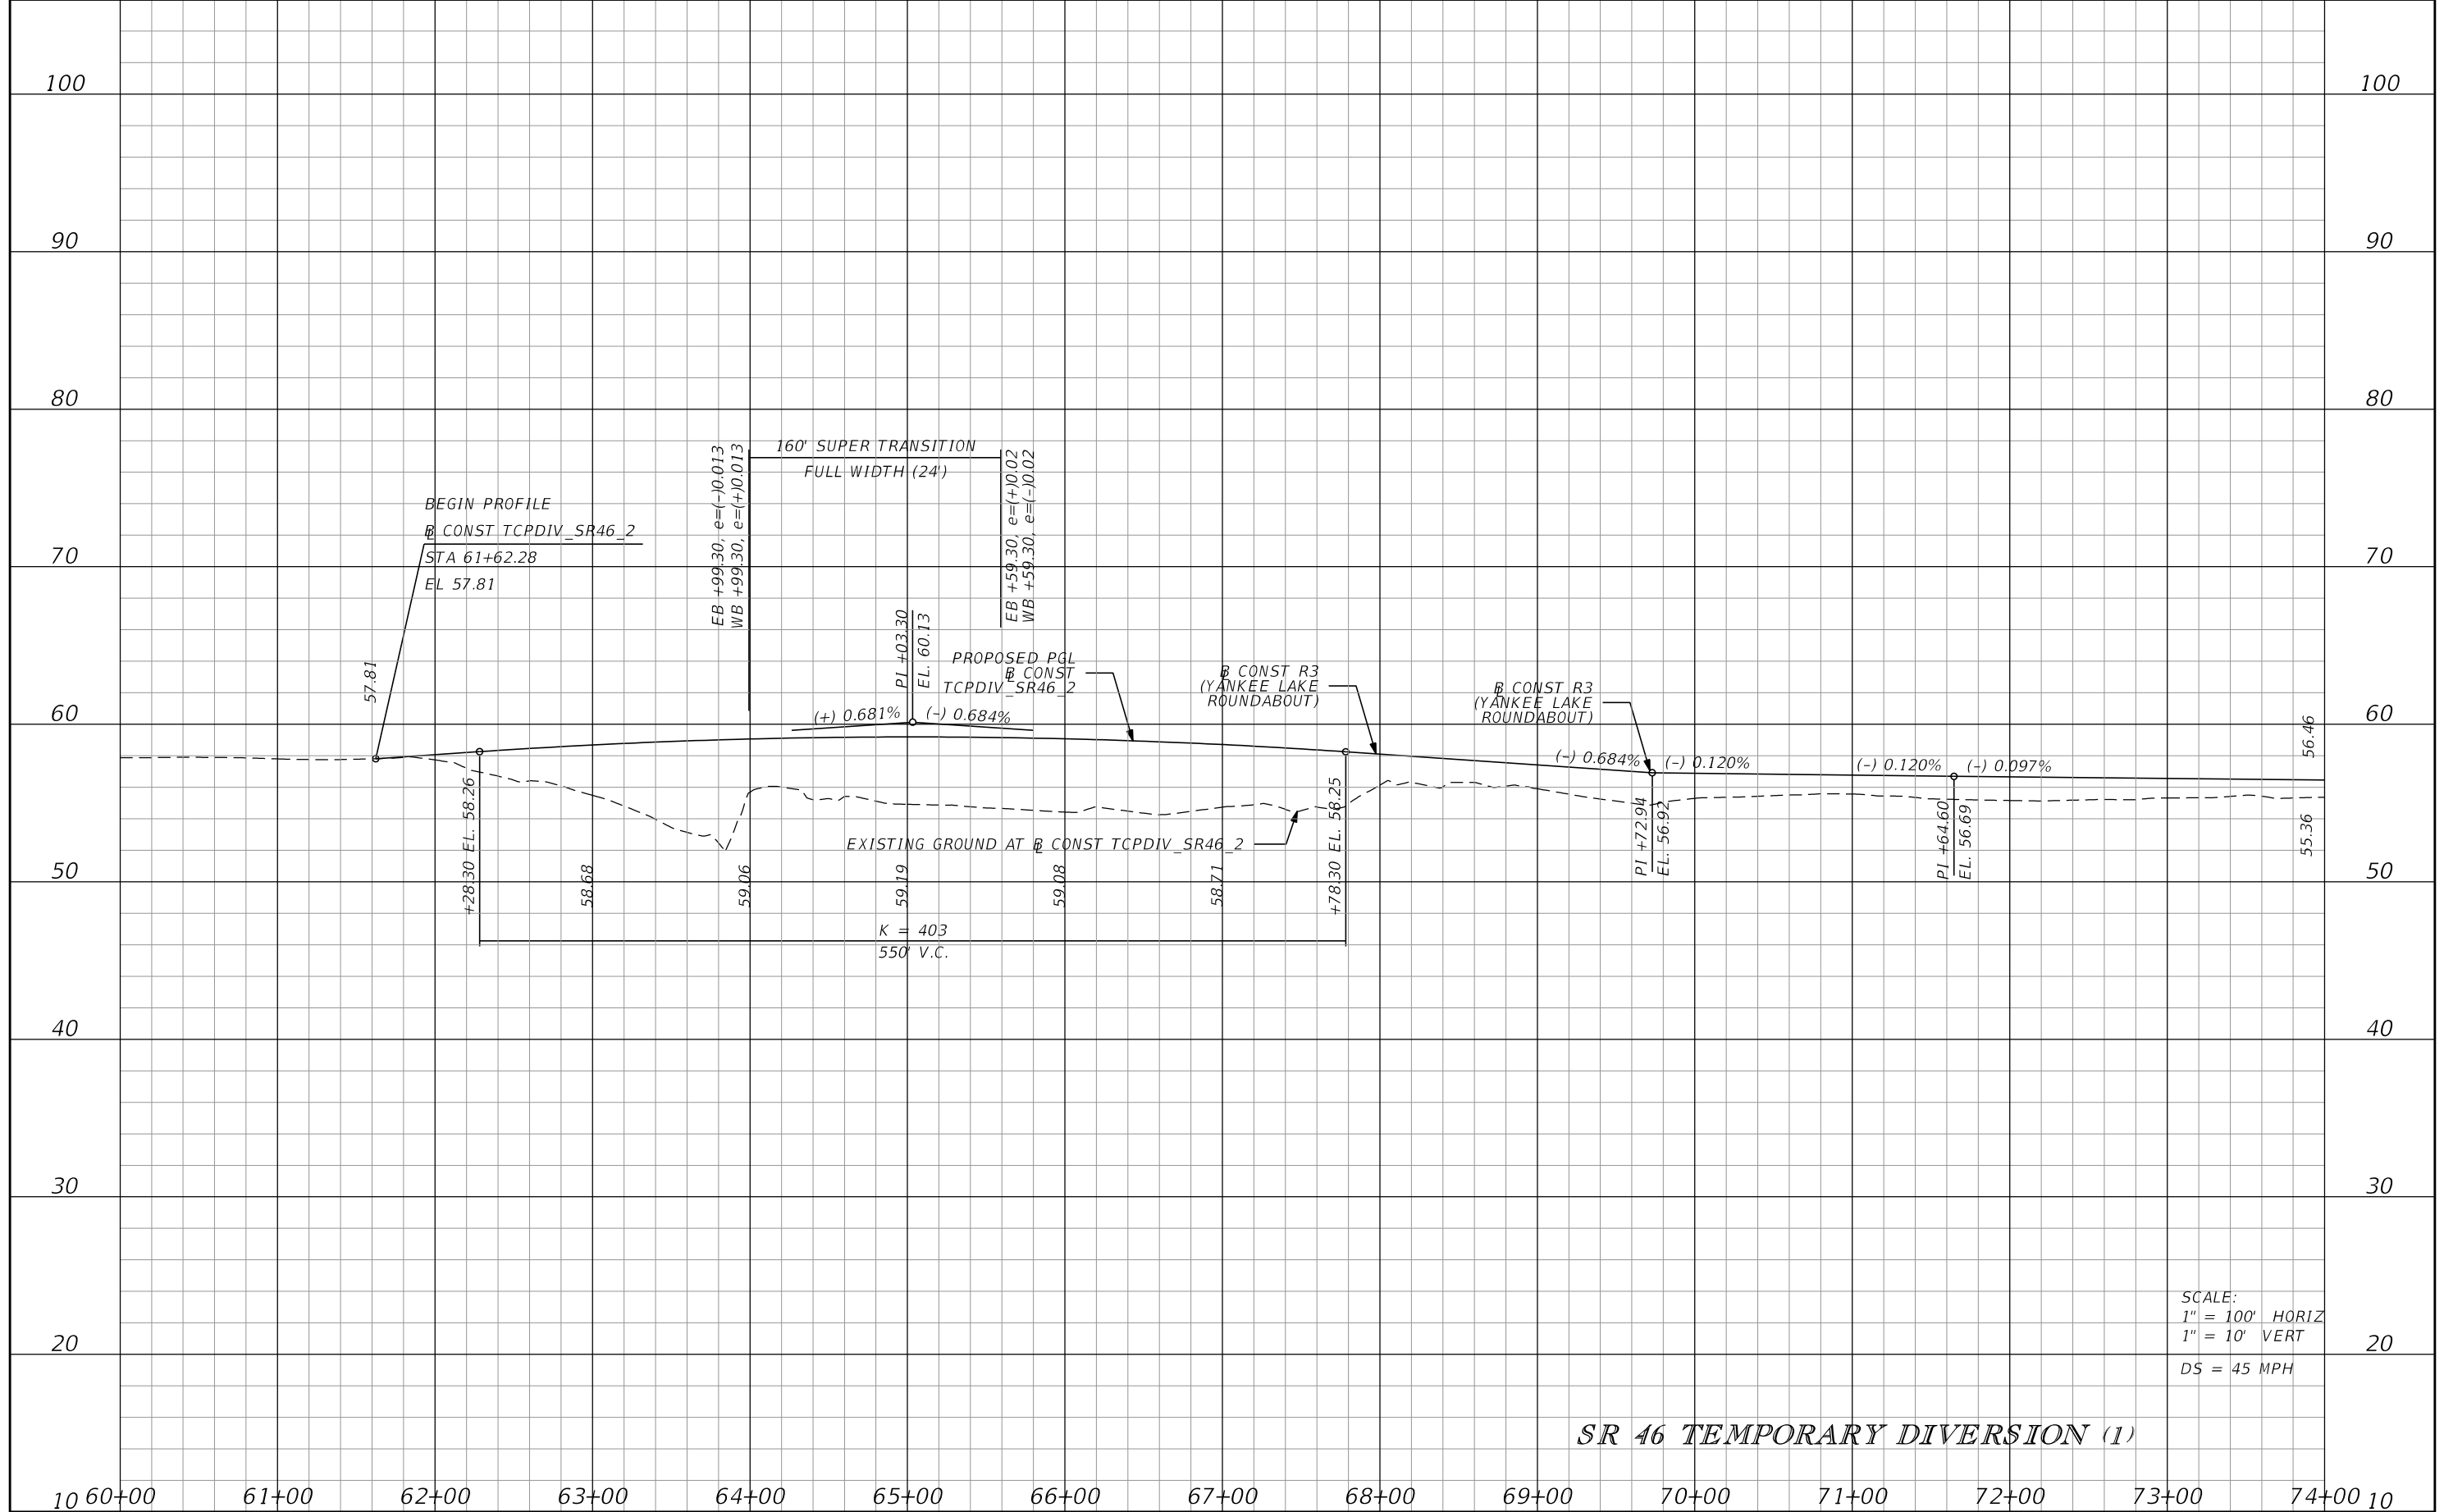 100
100
90
90
80
80
70
70
60
60
50
50
40
40
30
30
20
20
10
10
160' SUPER TRANSITION
FULL WIDTH (24')
EB +99.30, e=(-)0.013
WB +99.30, e=(+)0.013
EB +59.30, e=(+)0.02
WB +59.30, e=(-)0.02
BEGIN PROFILE
BL CONST TCPDIV_SR46_2
STA 61+62.28
EL 57.81
57.81
PI +03.30
EL. 60.13
(+) 0.681%
(-) 0.684%
PROPOSED PGL
BL CONST
TCPDIV_SR46_2
BL CONST R3
(YANKEE LAKE
ROUNDABOUT)
BL CONST R3
(YANKEE LAKE
ROUNDABOUT)
(-) 0.684%
(-) 0.120%
(-) 0.120%
(-) 0.097%
56.46
+28.30 EL. 58.26
58.68
59.06
59.19
59.08
58.71
+78.30 EL. 58.25
EXISTING GROUND AT BL CONST TCPDIV_SR46_2
PI +72.94
EL. 56.92
PI +64.60
EL. 56.69
55.36
K = 403
550' V.C.
SCALE:
1" = 100' HORIZ
1" = 10' VERT
DS = 45 MPH
SR 46 TEMPORARY DIVERSION (1)
60+00 61+00 62+00 63+00 64+00 65+00 66+00 67+00 68+00 69+00 70+00 71+00 72+00 73+00 74+00